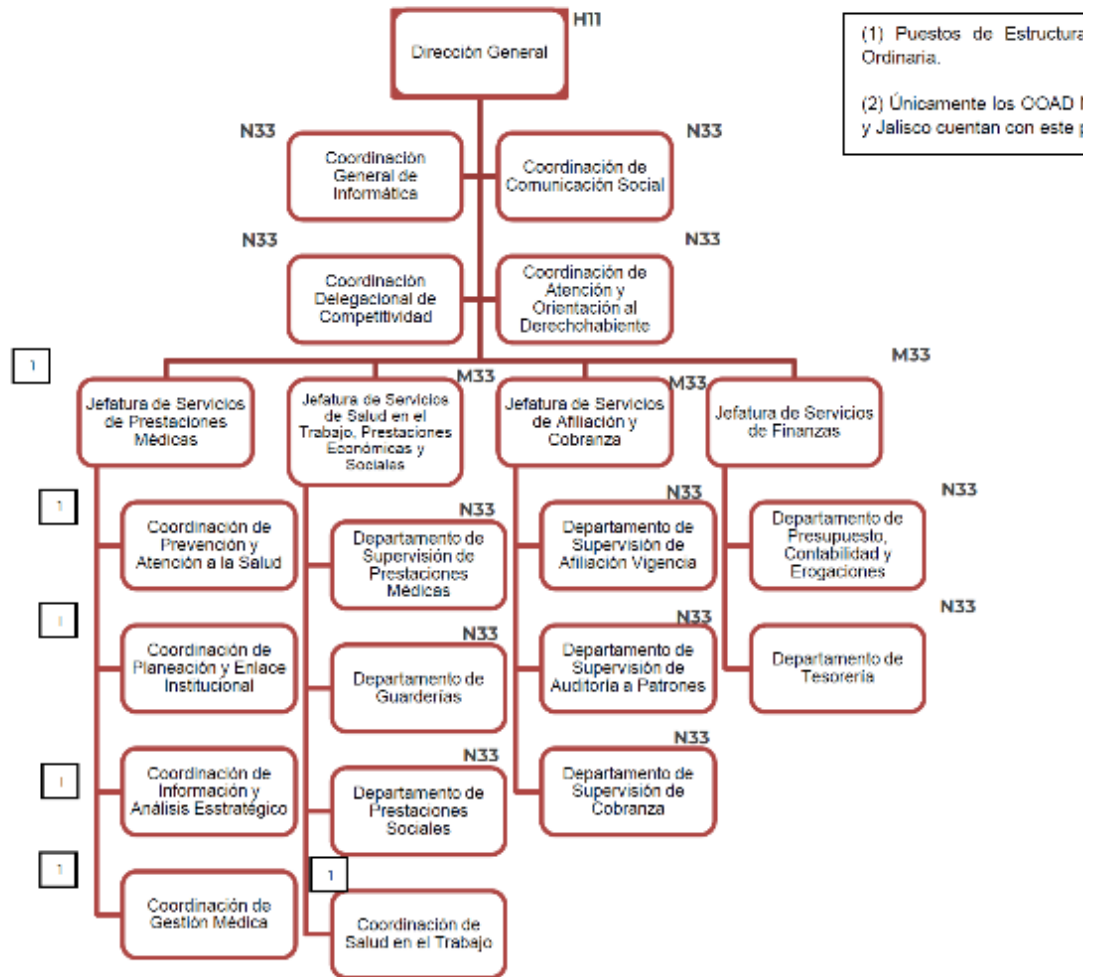 H11
Dirección General
(1) Puestos de Estructura
Ordinaria.
(2) Únicamente los OOAD
y Jalisco cuentan con este
N33
Coordinación
General de
Informática
N33
Coordinación de
Comunicación Social
N33
Coordinación
Delegacional de
Competitividad
N33
Coordinación de
Atención y
Orientación al
Derechohabiente
1
Jefatura de Servicios
de Prestaciones
Médicas
M33
Jefatura de Servicios
de Salud en el
Trabajo, Prestaciones
Económicas y
Sociales
M33
Jefatura de Servicios
de Afiliación y
Cobranza
M33
Jefatura de Servicios
de Finanzas
1
Coordinación de
Prevención y
Atención a la Salud
N33
Departamento de
Supervisión de
Prestaciones
Médicas
N33
Departamento de
Supervisión de
Afiliación Vigencia
N33
Departamento de
Presupuesto,
Contabilidad y
Erogaciones
1
Coordinación de
Planeación y Enlace
Institucional
N33
Departamento de
Guarderías
N33
Departamento de
Supervisión de
Auditoría a Patrones
N33
Departamento de
Tesorería
1
Coordinación de
Información y
Análisis Esstratégico
N33
Departamento de
Prestaciones
Sociales
N33
Departamento de
Supervisión de
Cobranza
1
Coordinación de
Gestión Médica
1
Coordinación de
Salud en el Trabajo